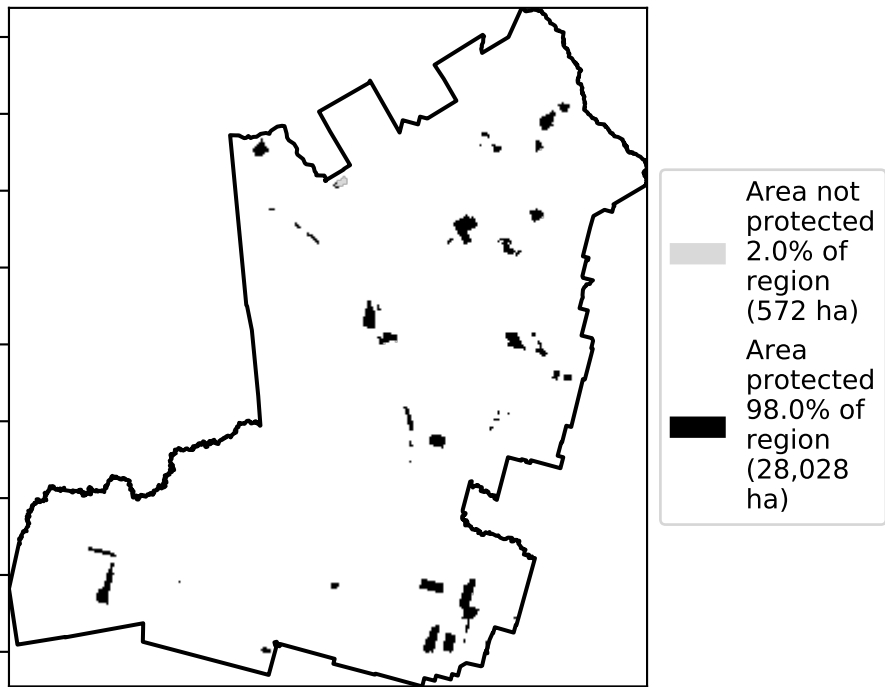 Area not
protected
2.0% of
region
(572 ha)
Area
protected
98.0% of
region
(28,028
ha)